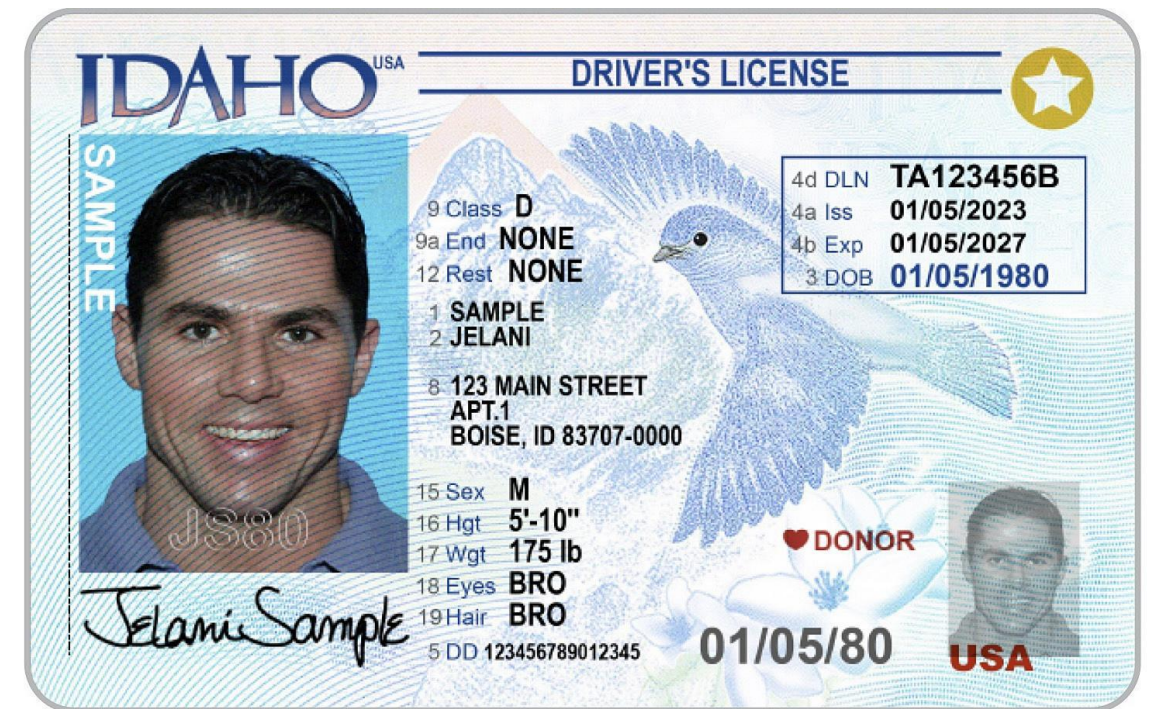 IDAHO USA
DRIVER'S LICENSE
SAMPLE
4d DLN TA123456B
4a Iss 01/05/2023
4b Exp 01/05/2027
3 DOB 01/05/1980
9 Class D
9a End NONE
12 Rest NONE
1 SAMPLE
2 JELANI
8 123 MAIN STREET
APT.1
BOISE, ID 83707-0000
15 Sex M
16 Hgt 5'-10"
17 Wgt 175 lb
18 Eyes BRO
19 Hair BRO
5 DD 123456789012345
JS80
Jelani Sample
DONOR
01/05/80
USA